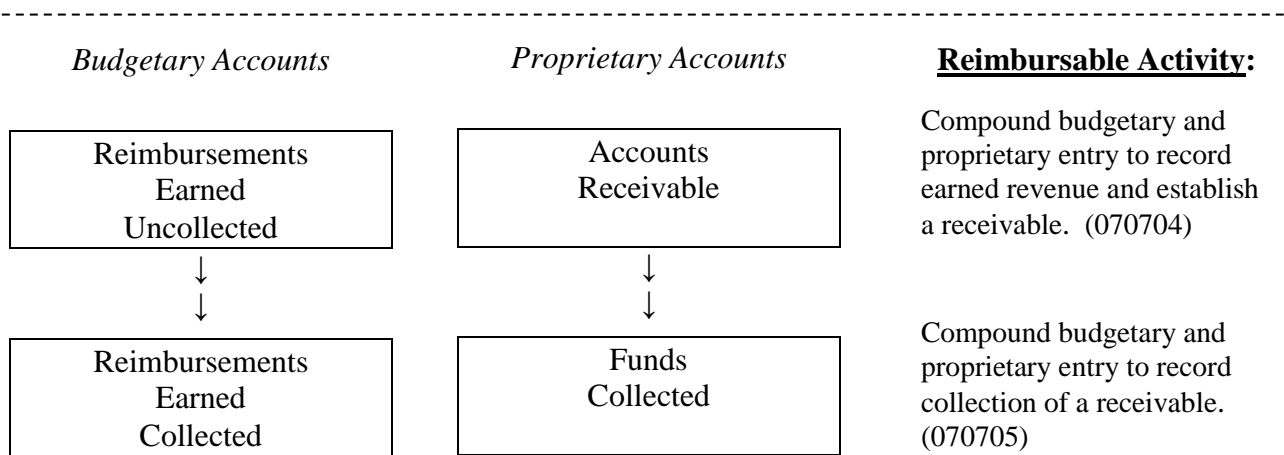 Budgetary Accounts
Proprietary Accounts
Reimbursable Activity:
Reimbursements
Earned
Uncollected
Accounts
Receivable
Compound budgetary and
proprietary entry to record
earned revenue and establish
a receivable. (070704)
↓
↓
↓
↓
Reimbursements
Earned
Collected
Funds
Collected
Compound budgetary and
proprietary entry to record
collection of a receivable.
(070705)